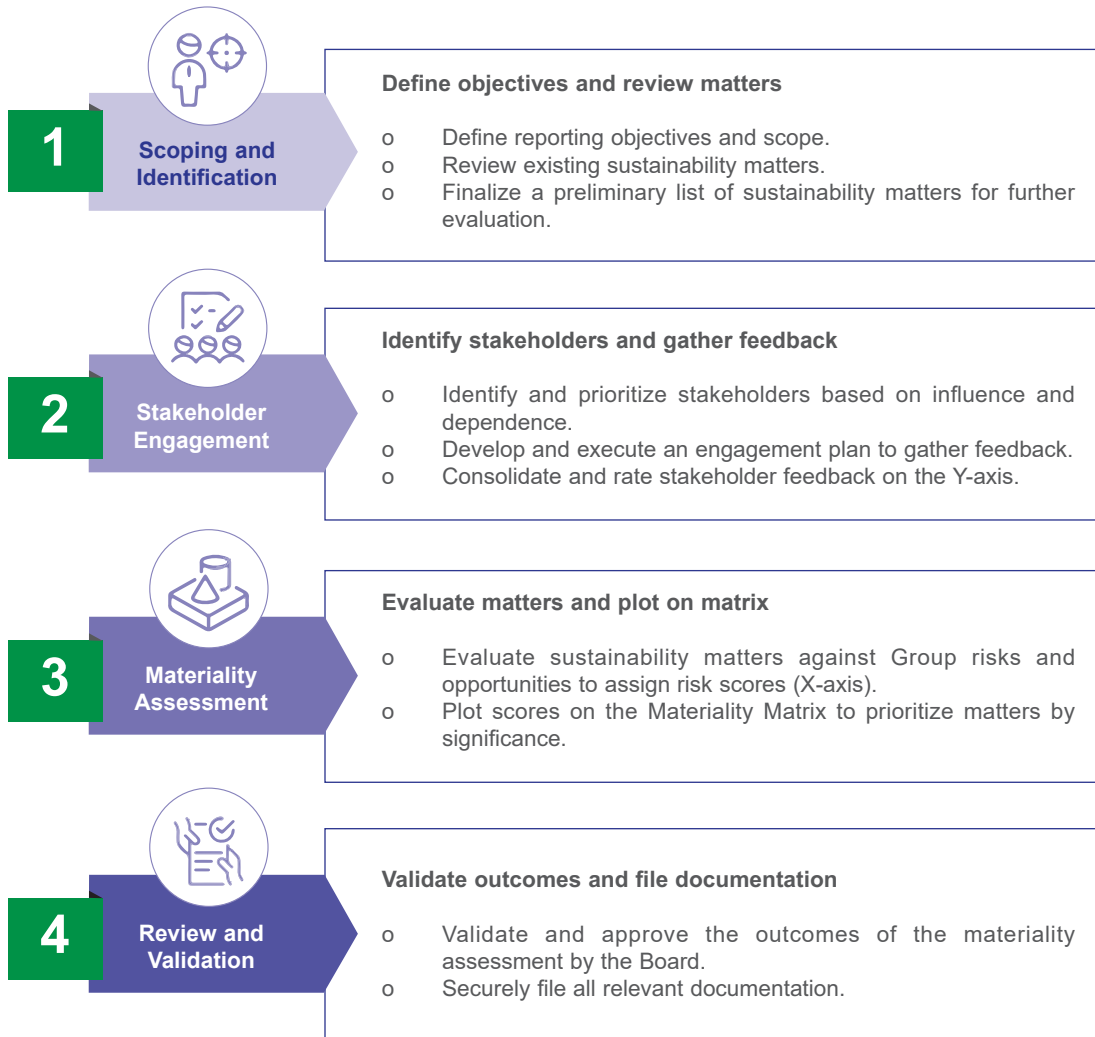 1
Scoping and
Identification
Define objectives and review matters
o Define reporting objectives and scope.
o Review existing sustainability matters.
o Finalize a preliminary list of sustainability matters for further
evaluation.
2
Stakeholder
Engagement
Identify stakeholders and gather feedback
o Identify and prioritize stakeholders based on influence and
dependence.
o Develop and execute an engagement plan to gather feedback.
o Consolidate and rate stakeholder feedback on the Y-axis.
3
Materiality
Assessment
Evaluate matters and plot on matrix
o Evaluate sustainability matters against Group risks and
opportunities to assign risk scores (X-axis).
o Plot scores on the Materiality Matrix to prioritize matters by
significance.
4
Review and
Validation
Validate outcomes and file documentation
o Validate and approve the outcomes of the materiality
assessment by the Board.
o Securely file all relevant documentation.